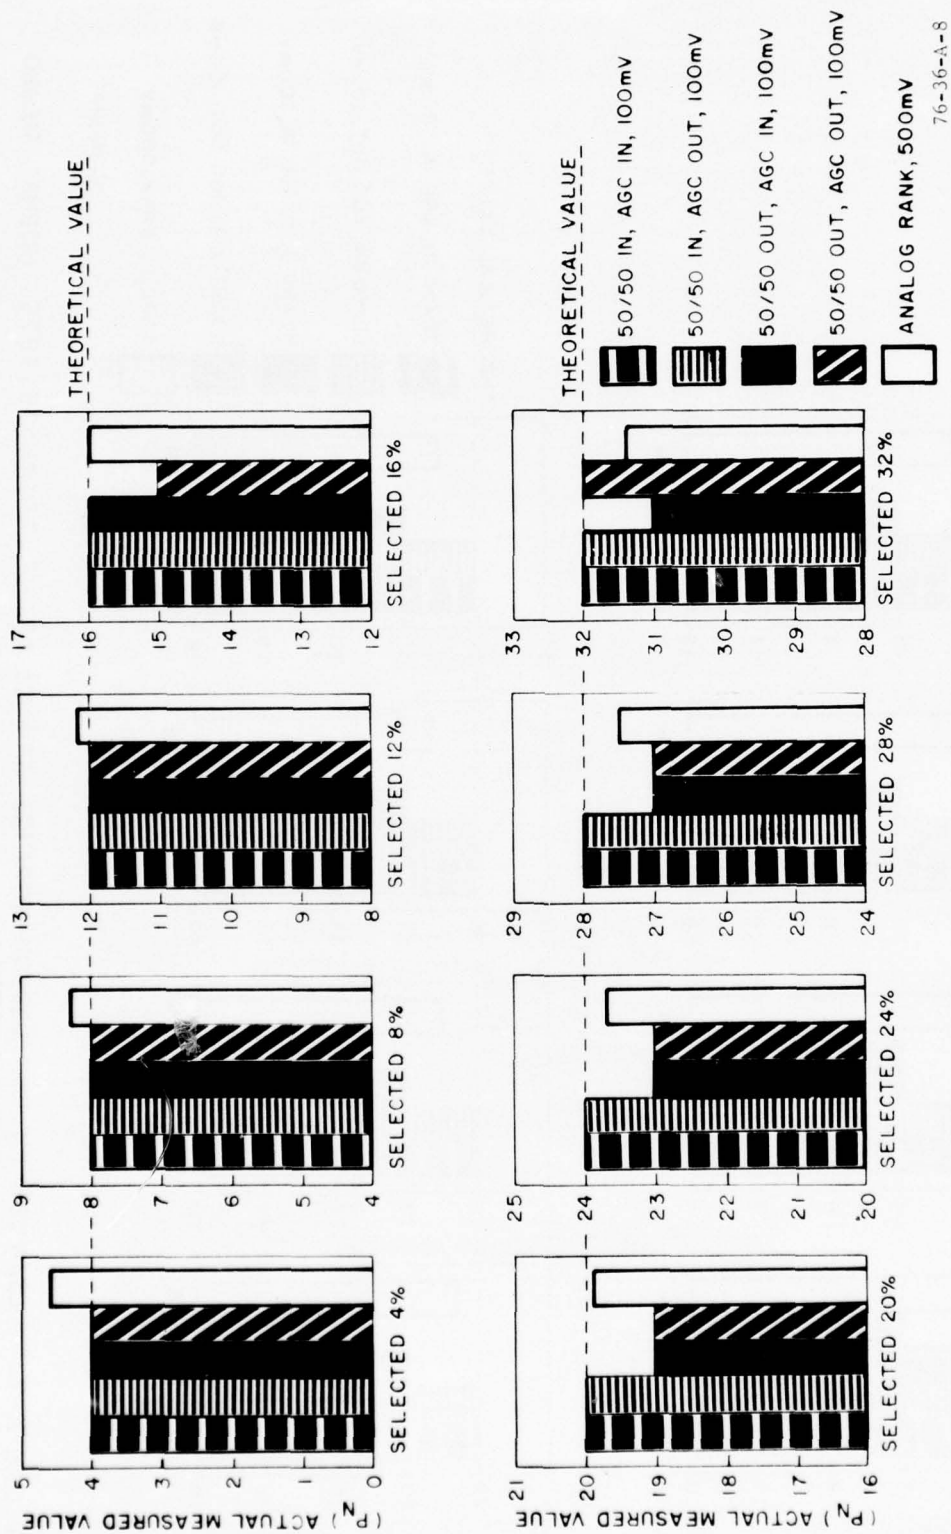 (PN) ACTUAL MEASURED VALUE
5
4
3
2
1
0
SELECTED 4%
9
8
7
6
5
4
SELECTED 8%
13
12
11
10
9
8
SELECTED 12%
17
16
15
14
13
12
SELECTED 16%
THEORETICAL VALUE
(PN) ACTUAL MEASURED VALUE
21
20
19
18
17
16
SELECTED 20%
25
24
23
22
21
20
SELECTED 24%
29
28
27
26
25
24
SELECTED 28%
33
32
31
30
29
28
SELECTED 32%
THEORETICAL VALUE
50/50 IN, AGC IN, 100mV
50/50 IN, AGC OUT, 100mV
50/50 OUT, AGC IN, 100mV
50/50 OUT, AGC OUT, 100mV
ANALOG RANK, 500mV
76-36-A-8